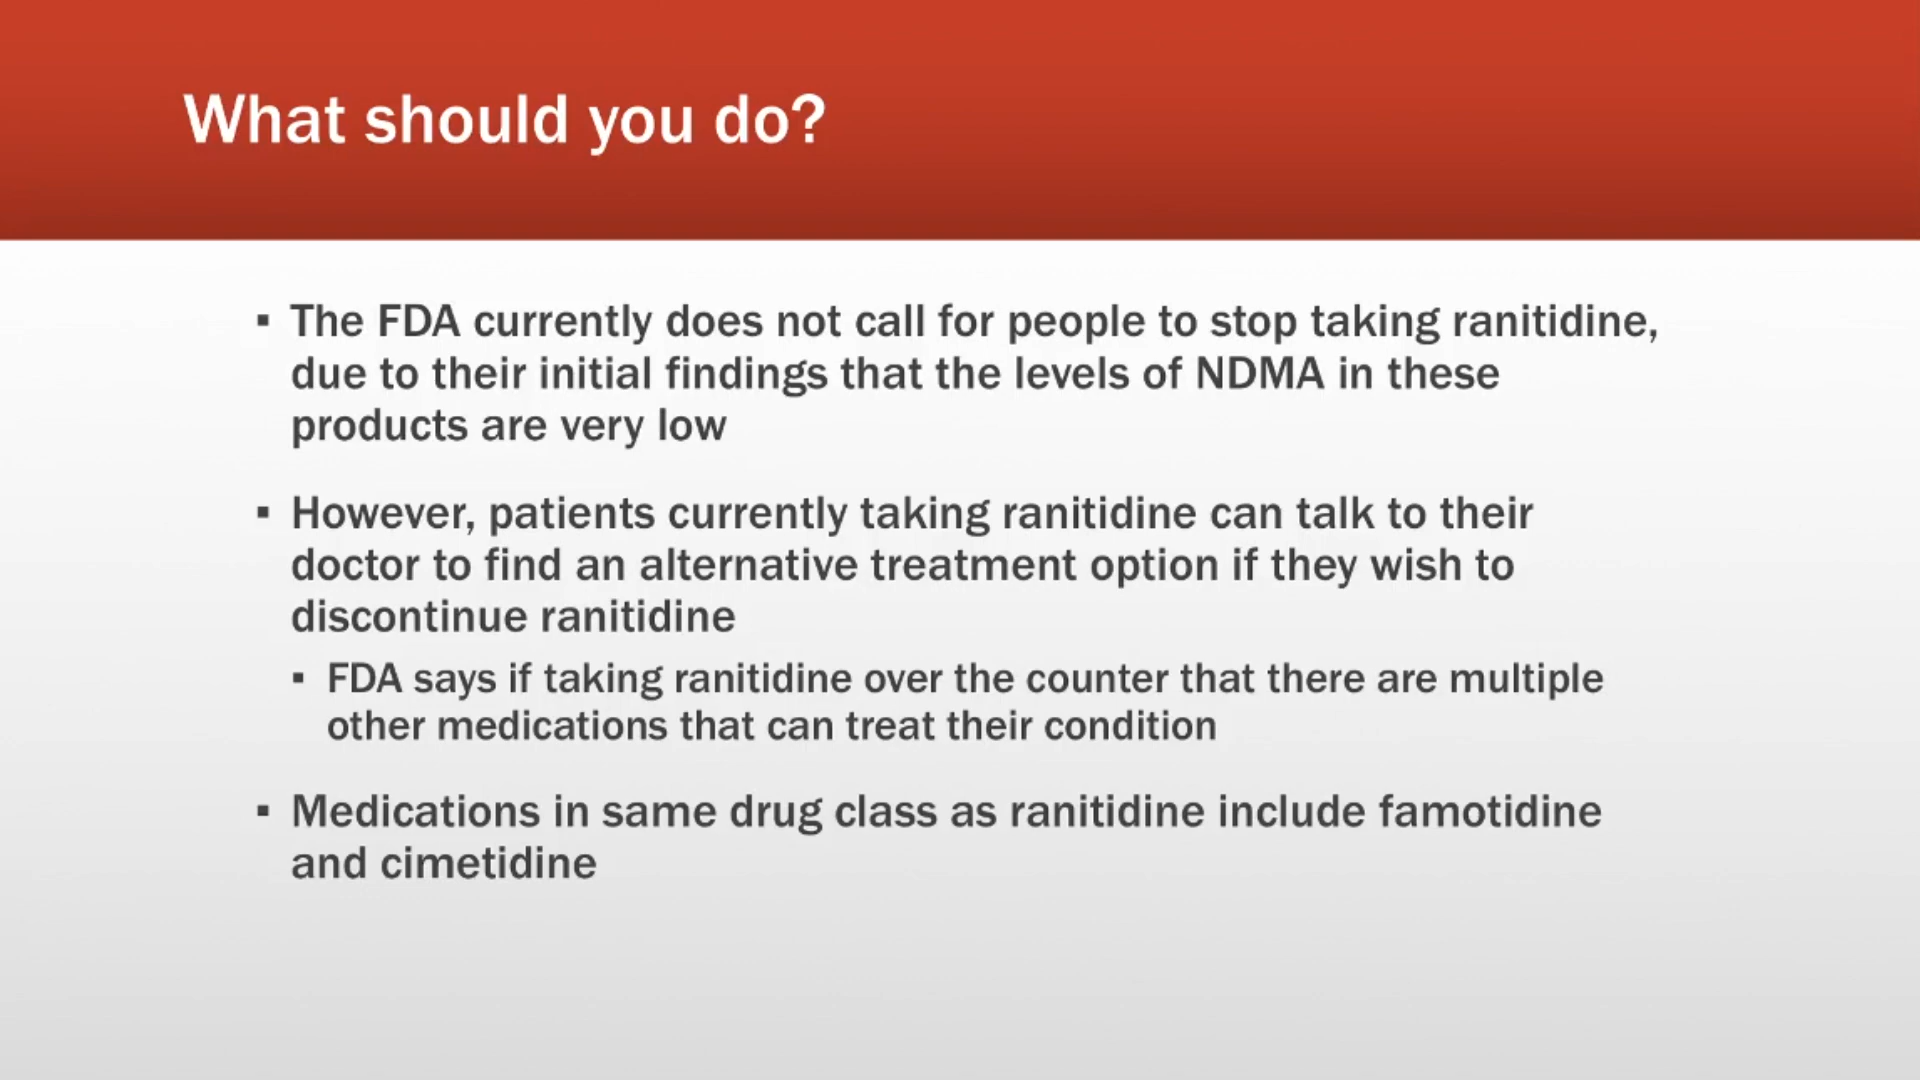 What should you do?
▪ The FDA currently does not call for people to stop taking ranitidine,
due to their initial findings that the levels of NDMA in these
products are very low
▪ However, patients currently taking ranitidine can talk to their
doctor to find an alternative treatment option if they wish to
discontinue ranitidine
▪ FDA says if taking ranitidine over the counter that there are multiple
other medications that can treat their condition
▪ Medications in same drug class as ranitidine include famotidine
and cimetidine